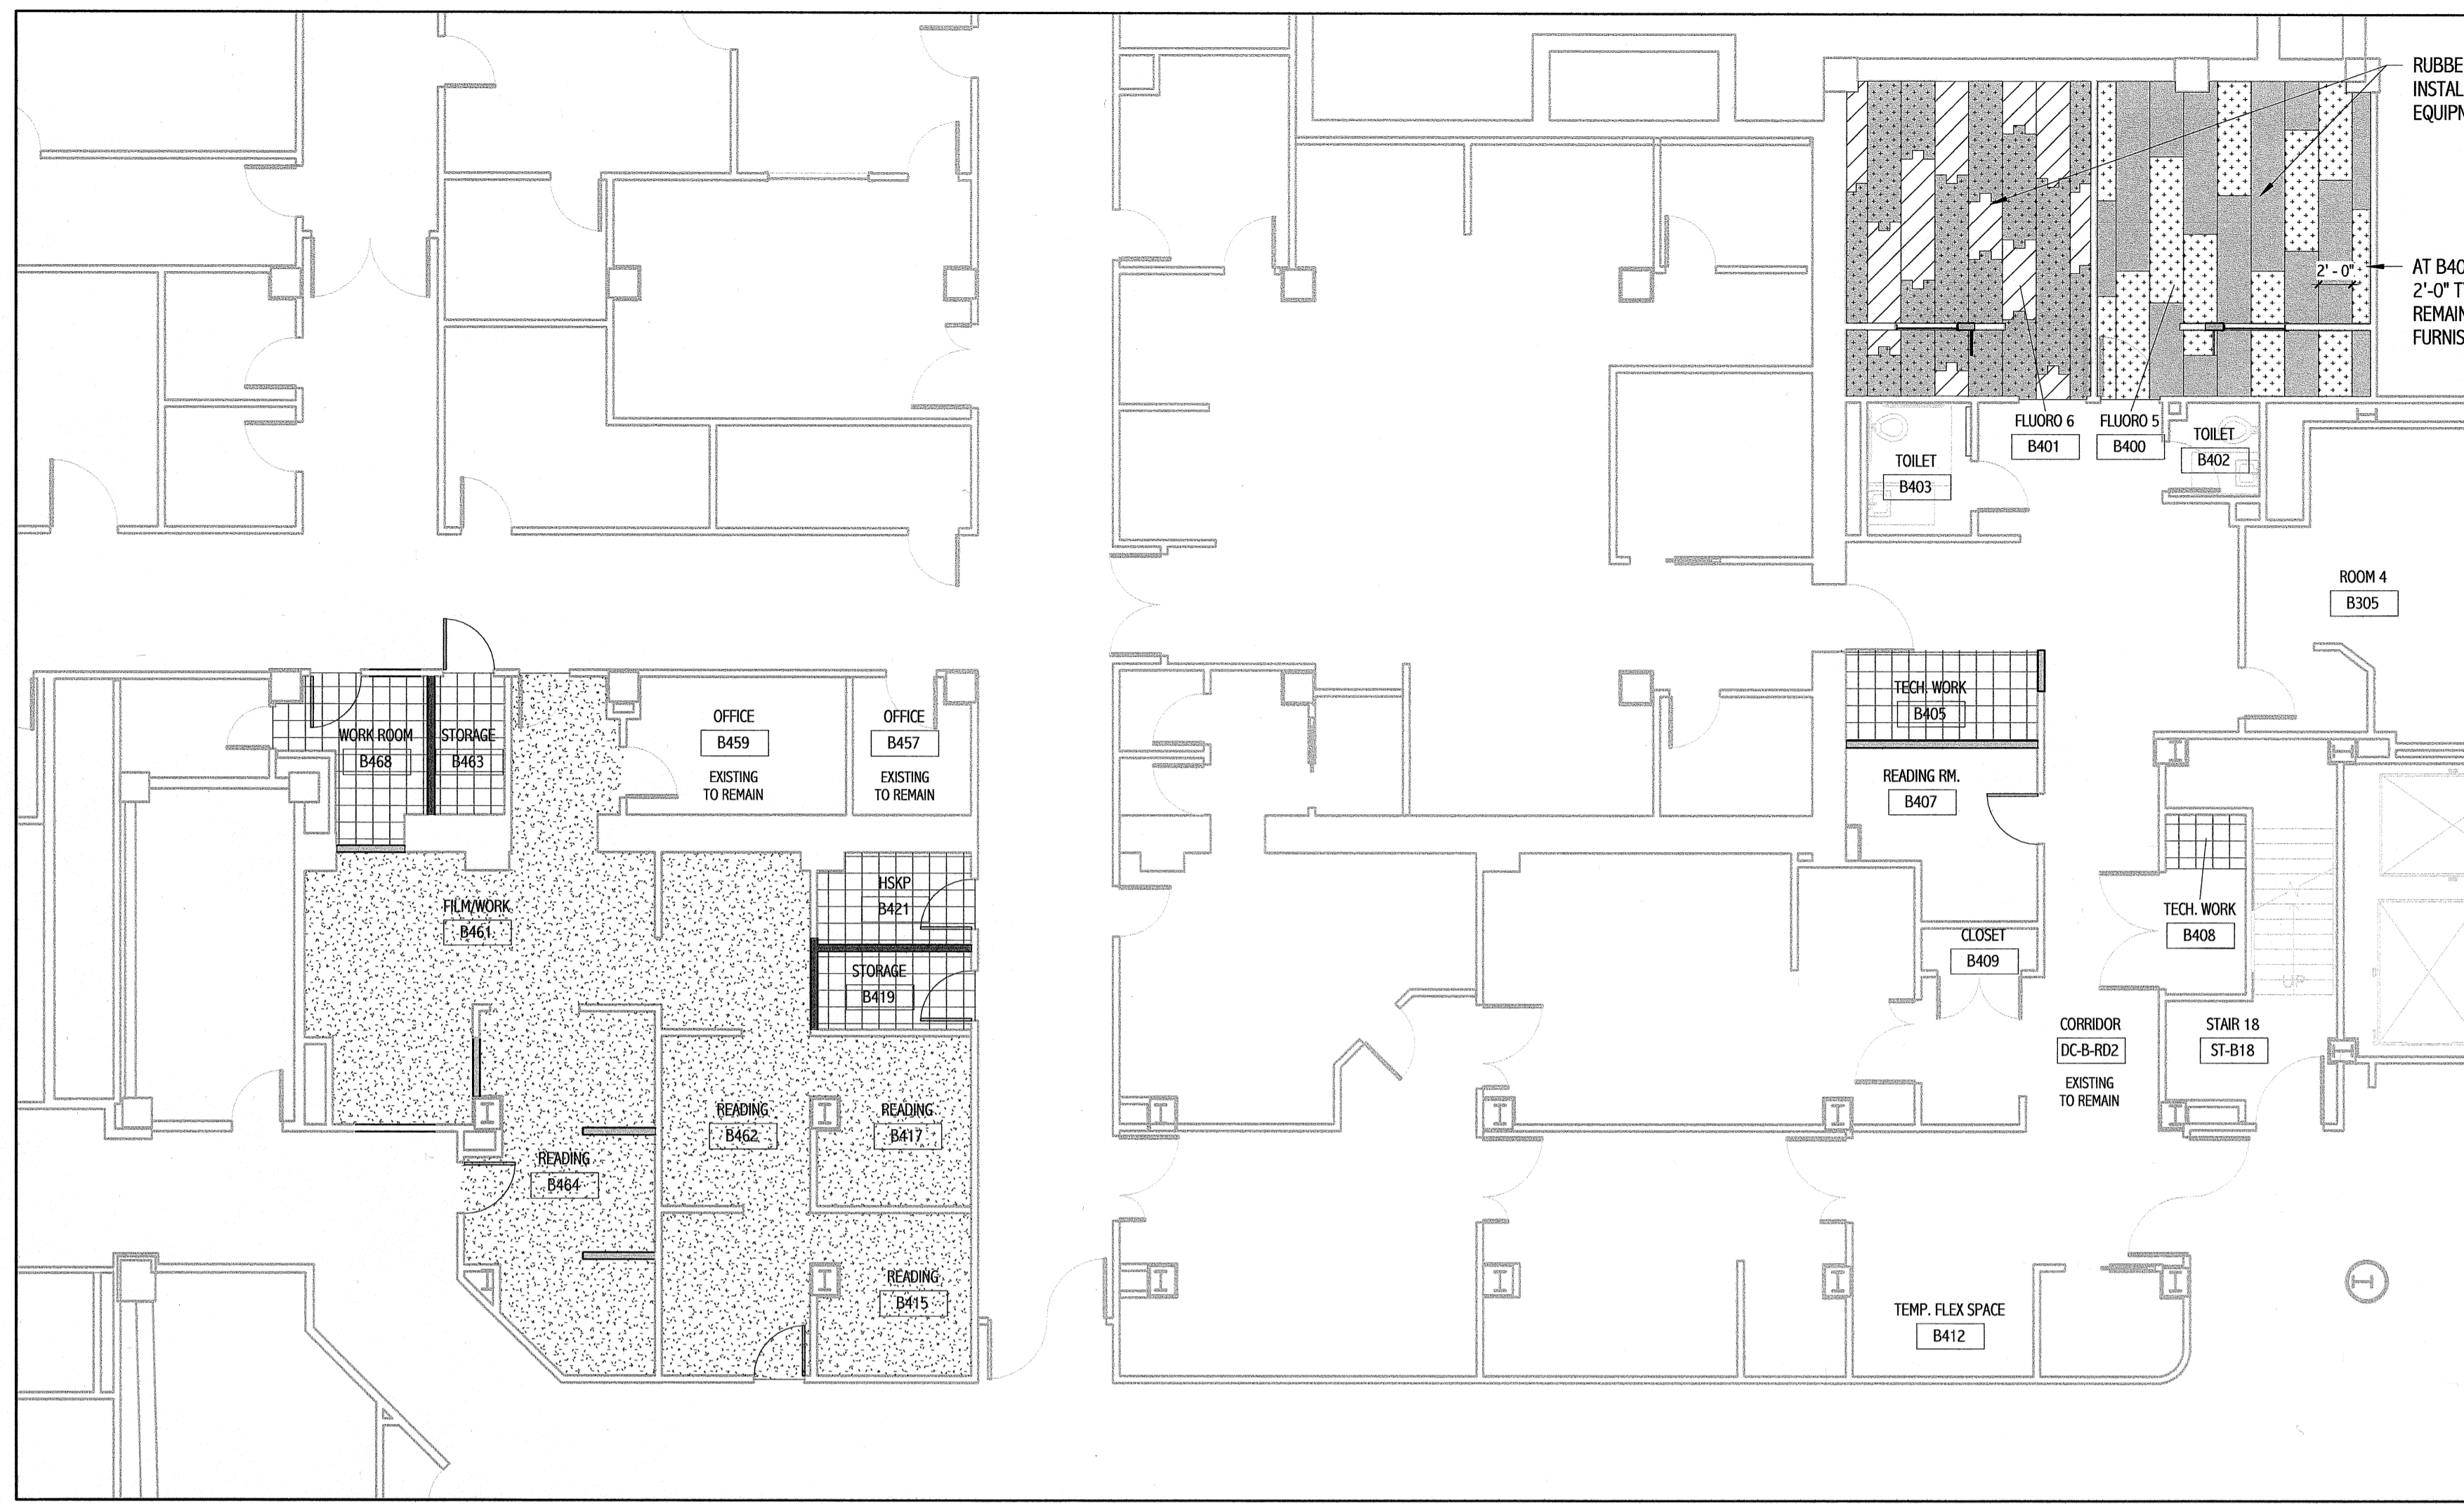 RUBBE
INSTAL
EQUIPN
2' - 0"
AT B40
2'-0" T
REMAIN
FURNIS
FLUORO 6
B401
FLUORO 5
B400
TOILET
B402
TOILET
B403
ROOM 4
B305
TECH. WORK
B405
OFFICE
B459
EXISTING
TO REMAIN
OFFICE
B457
EXISTING
TO REMAIN
WORK ROOM
B468
STORAGE
B463
READING RM.
B407
HSKP
B421
FILM/WORK
B461
TECH. WORK
B408
CLOSET
B409
STORAGE
B419
UP
CORRIDOR
DC-B-RD2
EXISTING
TO REMAIN
STAIR 18
ST-B18
READING
B462
READING
B417
READING
B464
READING
B415
TEMP. FLEX SPACE
B412